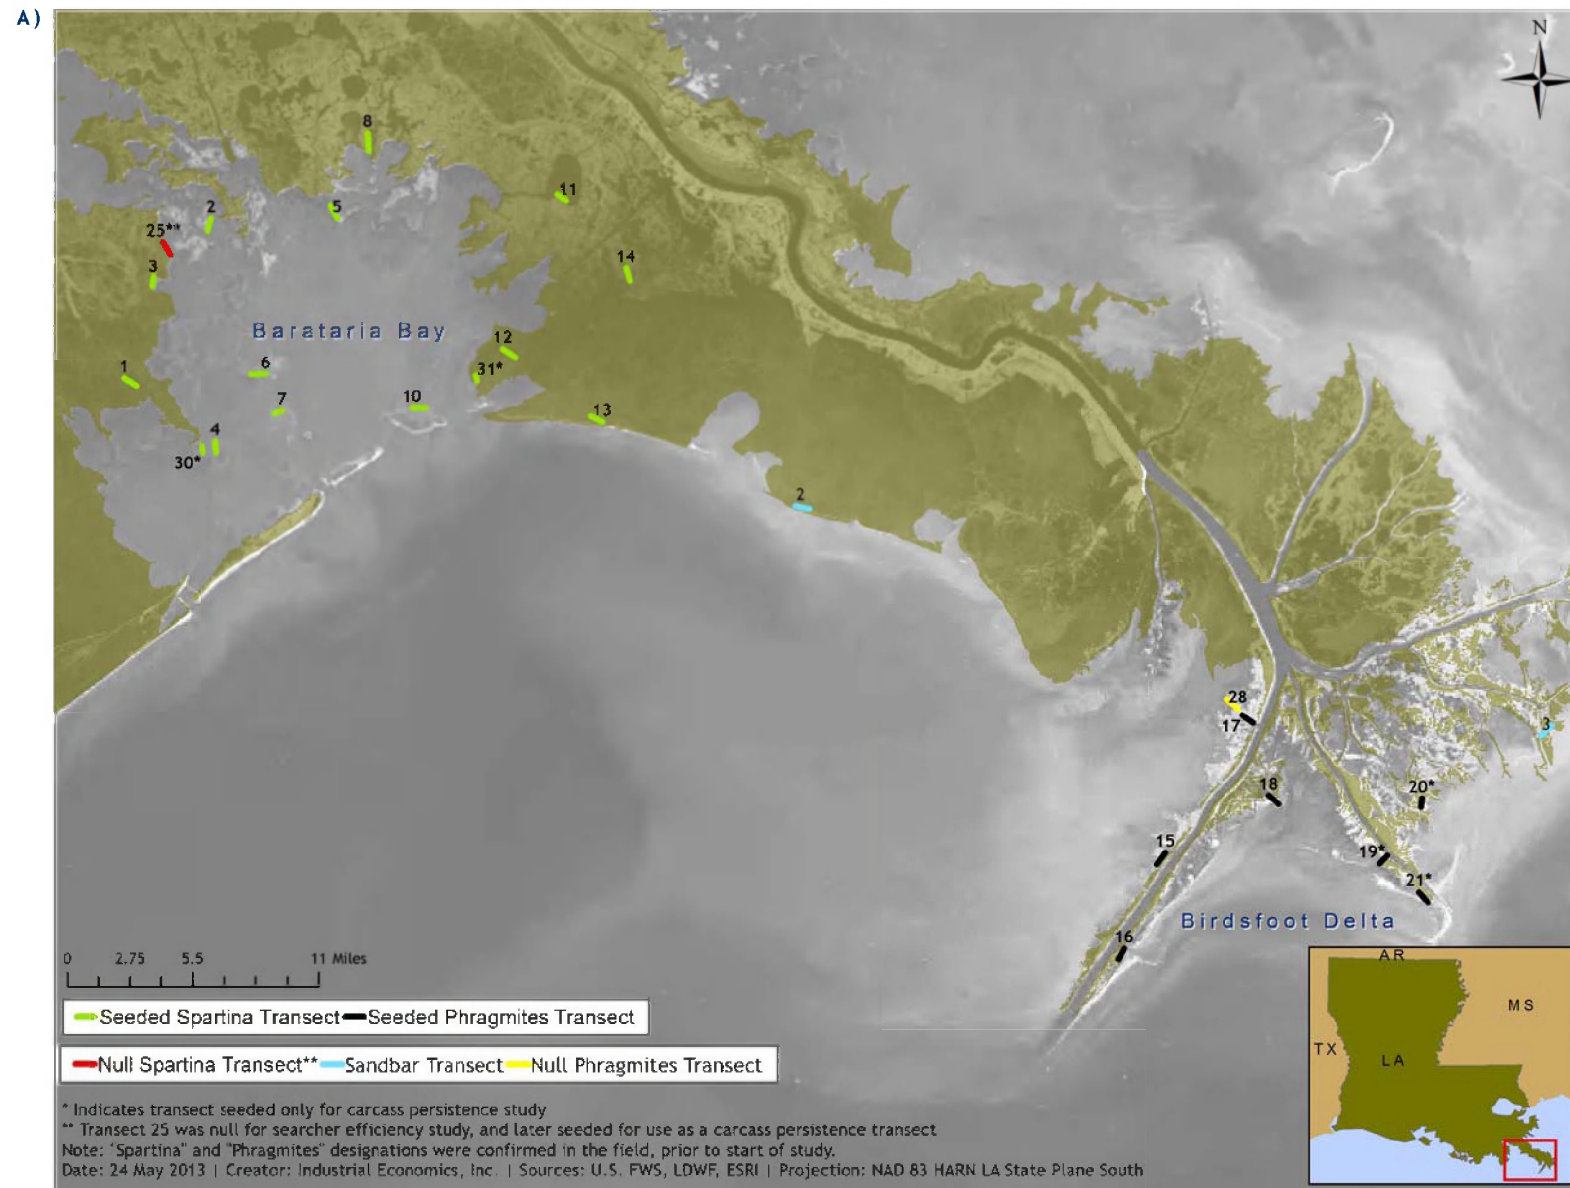 A)
N
8
11
2
5
25**
14
3
Barataria Bay
12
6
31*
1
7
10
13
4
30*
2
28
17
3
18
20*
15
19*
21*
Birdsfoot Delta
16
0 2.75 5.5 11 Miles
Seeded Spartina Transect Seeded Phragmites Transect
Null Spartina Transect** Sandbar Transect Null Phragmites Transect
AR
MS
TX
LA
* Indicates transect seeded only for carcass persistence study
** Transect 25 was null for searcher efficiency study, and later seeded for use as a carcass persistence transect
Note: "Spartina" and "Phragmites" designations were confirmed in the field, prior to start of study.
Date: 24 May 2013 | Creator: Industrial Economics, Inc. | Sources: U.S. FWS, LDWF, ESRI | Projection: NAD 83 HARN LA State Plane South